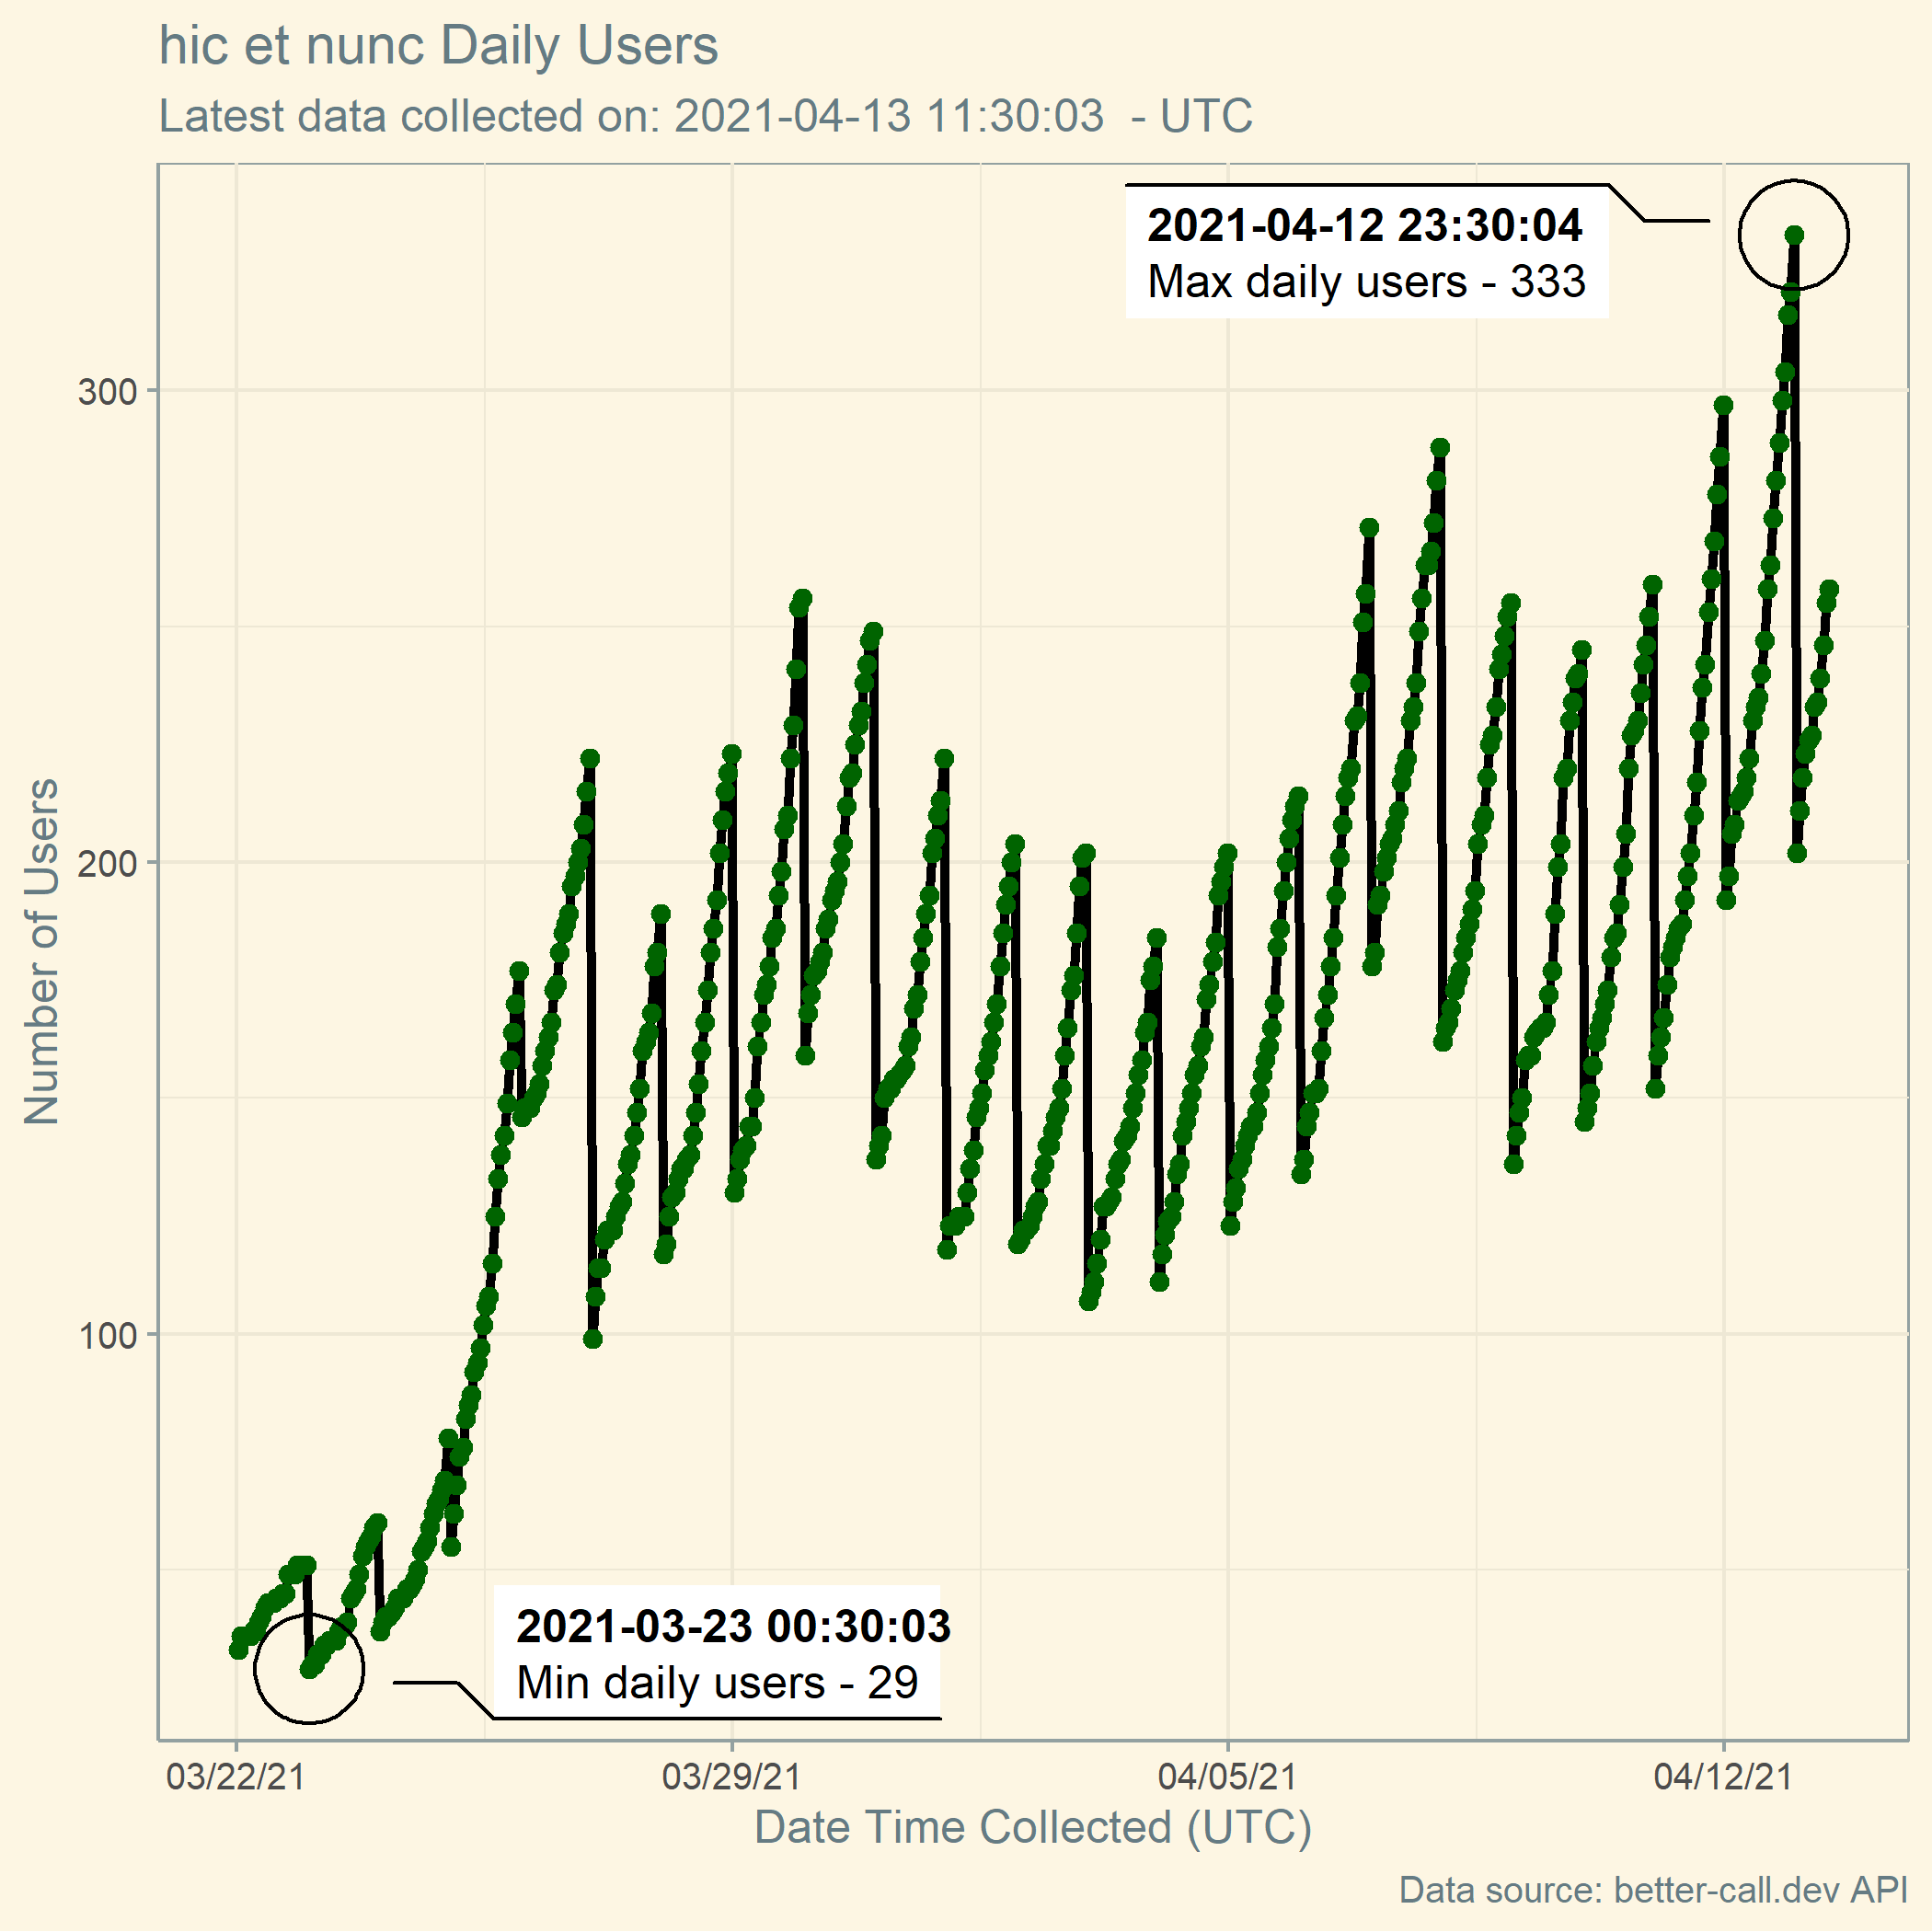 hic et nunc Daily Users
Latest data collected on: 2021-04-13 11:30:03  - UTC
2021-04-12 23:30:04
Max daily users - 333
300
200
100
Number of Users
2021-03-23 00:30:03
Min daily users - 29
03/22/21
03/29/21
04/05/21
04/12/21
Date Time Collected (UTC)
Data source: better-call.dev API